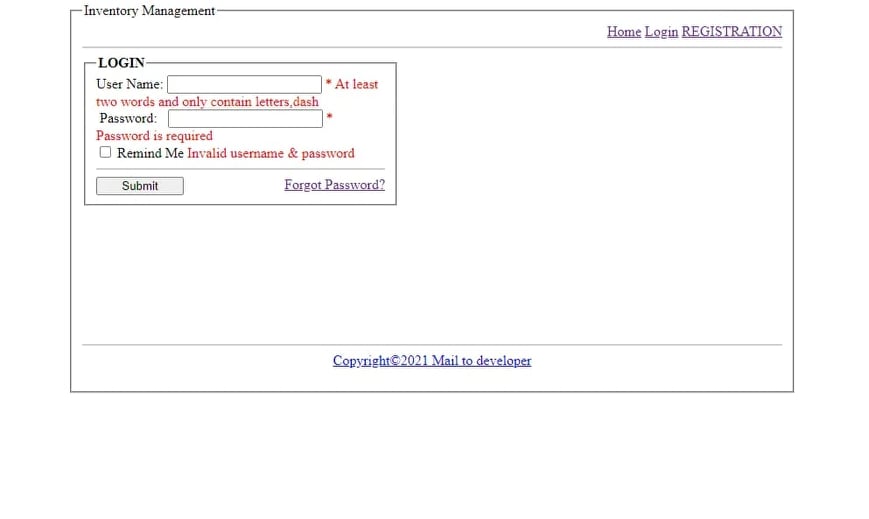 Inventory Management
Home Login REGISTRATION
LOGIN
User Name: * At least
two words and only contain letters,dash
Password: *
Password is required
Remind Me Invalid username & password
Submit Forgot Password?
Copyright©2021 Mail to developer